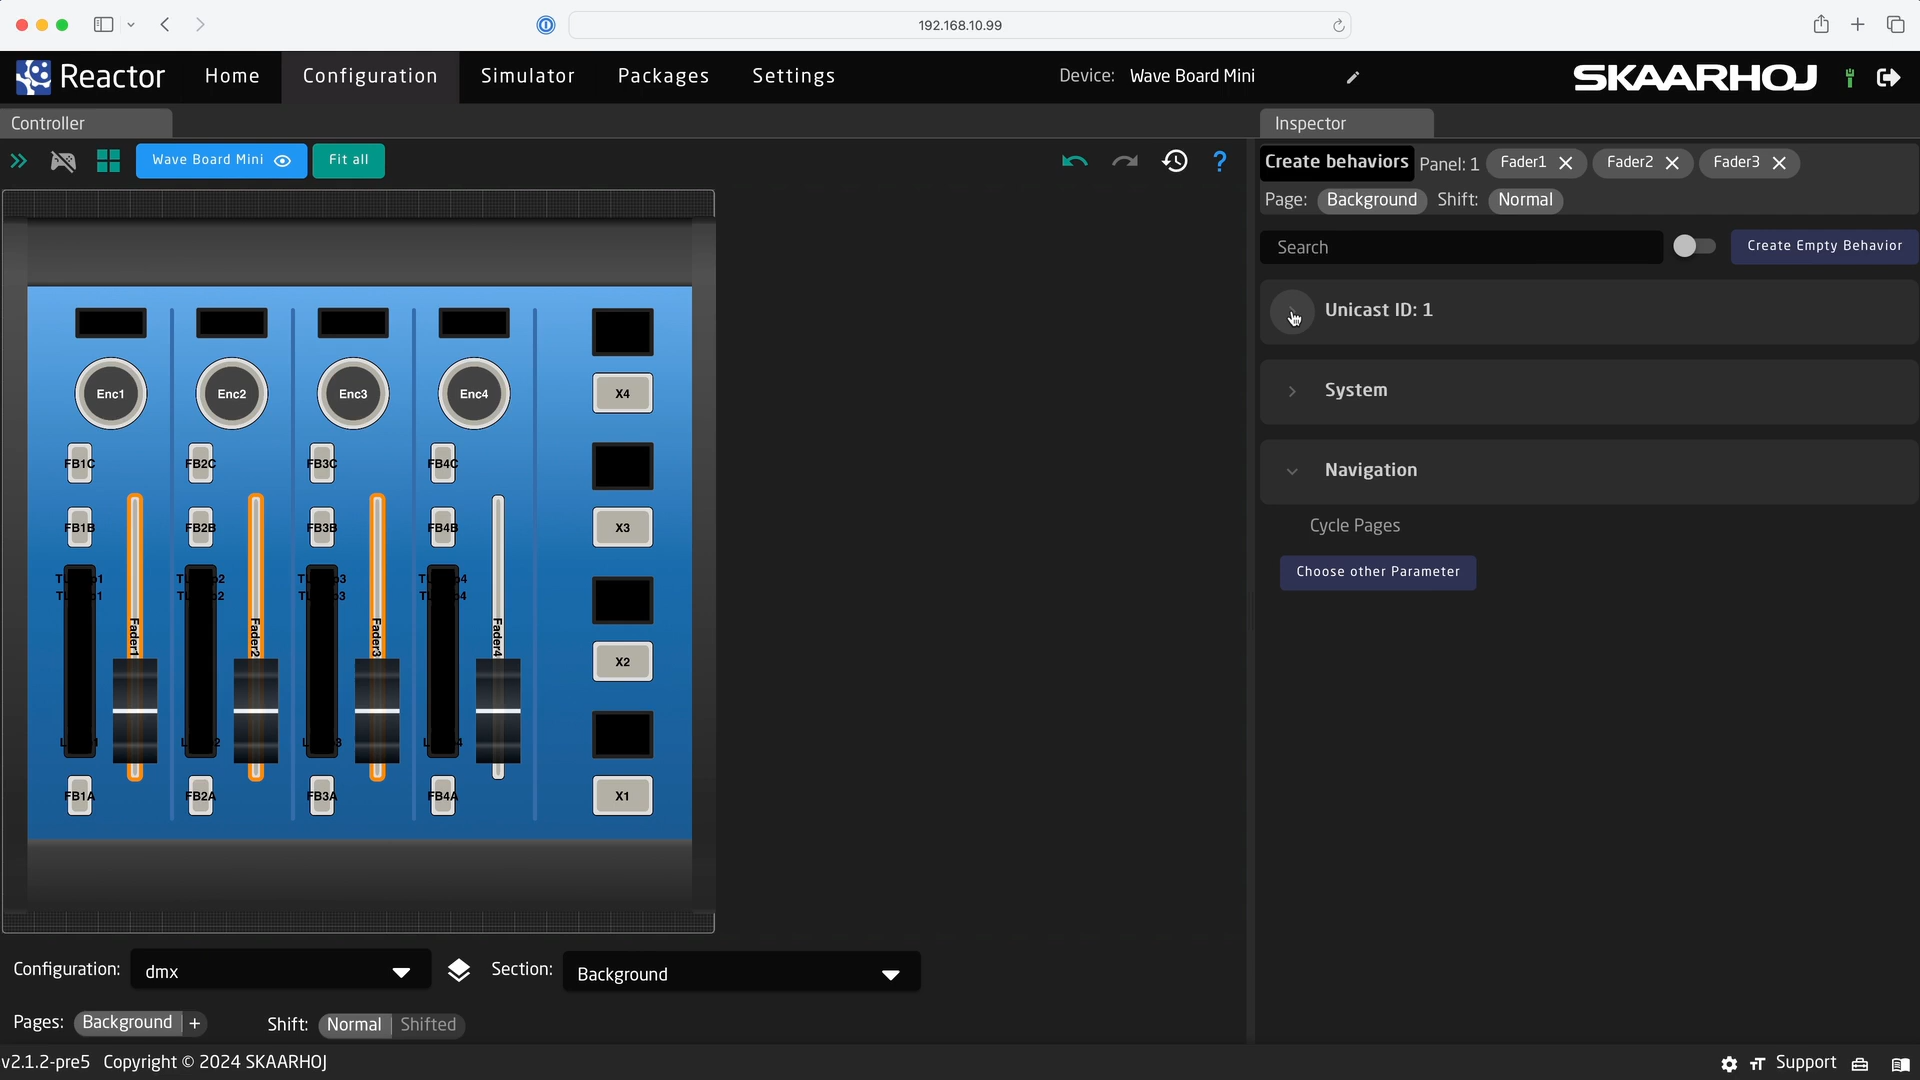 192.168.10.99
Reactor Home Configuration Simulator Packages Settings Device: Wave Board Mini SKAARHOJ
Controller
Inspector
Wave Board Mini Fit all ?
Create behaviors Panel: 1 Fader1 Fader2 Fader3
Page: Background Shift: Normal
Search Create Empty Behavior
Unicast ID: 1
System
Navigation
Cycle Pages
Choose other Parameter
Enc1 Enc2 Enc3 Enc4 X4
FB1C FB2C FB3C FB4C
FB1B FB2B FB3B FB4B X3
Fader1 Fader2 Fader3 Fader4
X2
FB1A FB2A FB3A FB4A X1
Configuration: dmx Section: Background
Pages: Background + Shift: Normal Shifted
v2.1.2-pre5 Copyright © 2024 SKAARHOJ Support